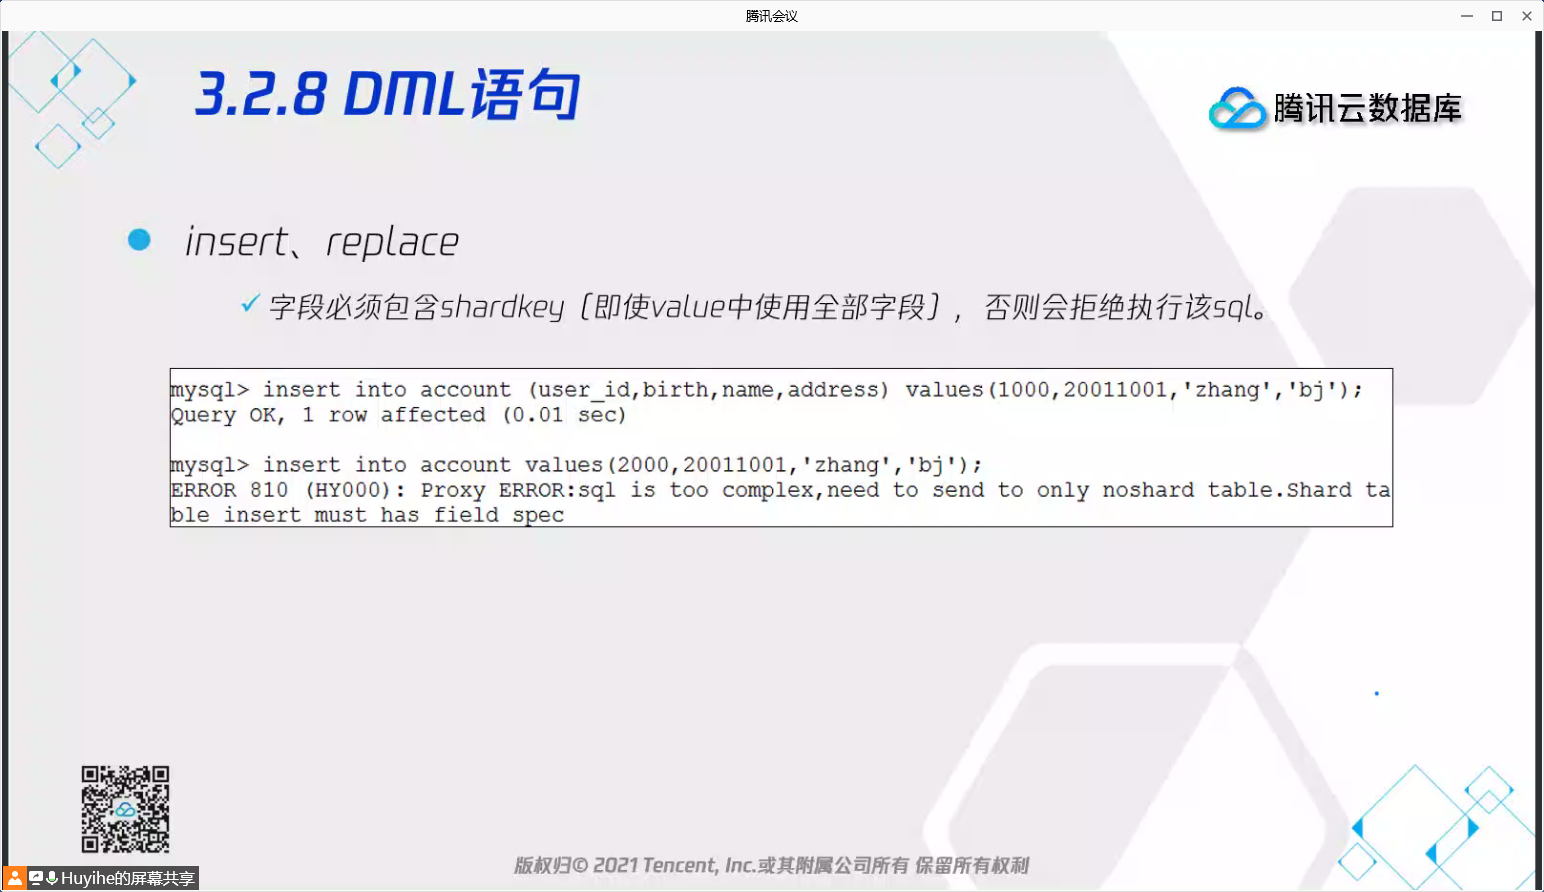 腾讯会议
3.2.8 DML语句
腾讯云数据库
insert、replace
字段必须包含shardkey〔即使value中使用全部字段〕，否则会拒绝执行该sql。
mysql> insert into account (user_id,birth,name,address) values(1000,20011001,'zhang','bj');
Query OK, 1 row affected (0.01 sec)
mysql> insert into account values(2000,20011001,'zhang','bj');
ERROR 810 (HY000): Proxy ERROR:sql is too complex,need to send to only noshard table.Shard ta
ble insert must has field spec
版权归© 2021 Tencent, Inc.或其附属公司所有 保留所有权利
Huyihe的屏幕共享